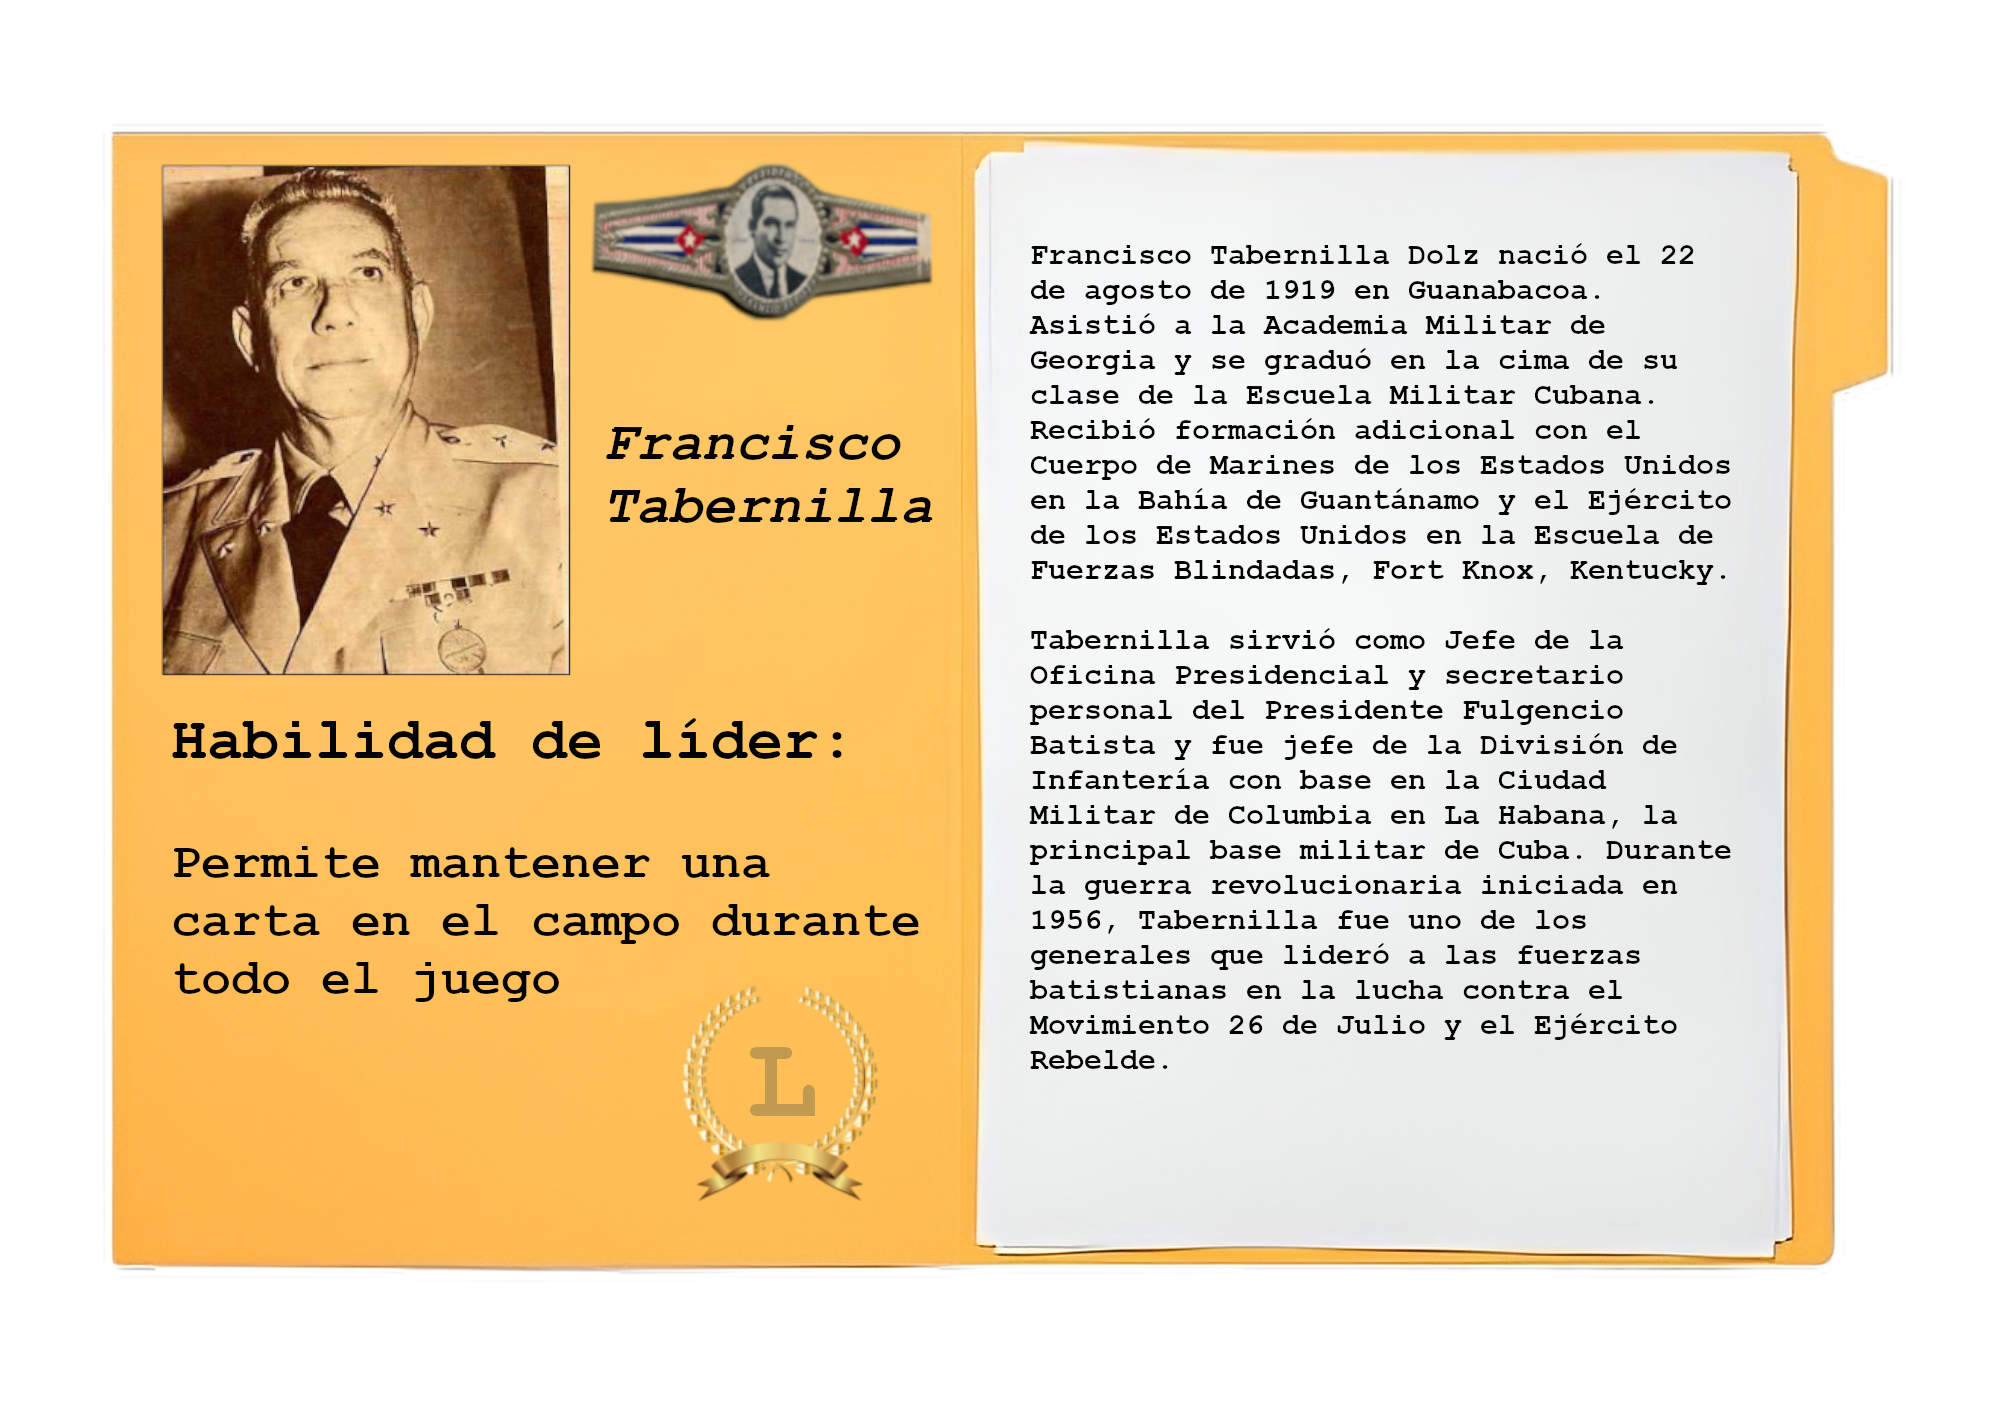 Francisco
Tabernilla
Habilidad de líder:
Permite mantener una
carta en el campo durante
todo el juego
L
Francisco Tabernilla Dolz nació el 22
de agosto de 1919 en Guanabacoa.
Asistió a la Academia Militar de
Georgia y se graduó en la cima de su
clase de la Escuela Militar Cubana.
Recibió formación adicional con el
Cuerpo de Marines de los Estados Unidos
en la Bahía de Guantánamo y el Ejército
de los Estados Unidos en la Escuela de
Fuerzas Blindadas, Fort Knox, Kentucky.
Tabernilla sirvió como Jefe de la
Oficina Presidencial y secretario
personal del Presidente Fulgencio
Batista y fue jefe de la División de
Infantería con base en la Ciudad
Militar de Columbia en La Habana, la
principal base militar de Cuba. Durante
la guerra revolucionaria iniciada en
1956, Tabernilla fue uno de los
generales que lideró a las fuerzas
batistianas en la lucha contra el
Movimiento 26 de Julio y el Ejército
Rebelde.